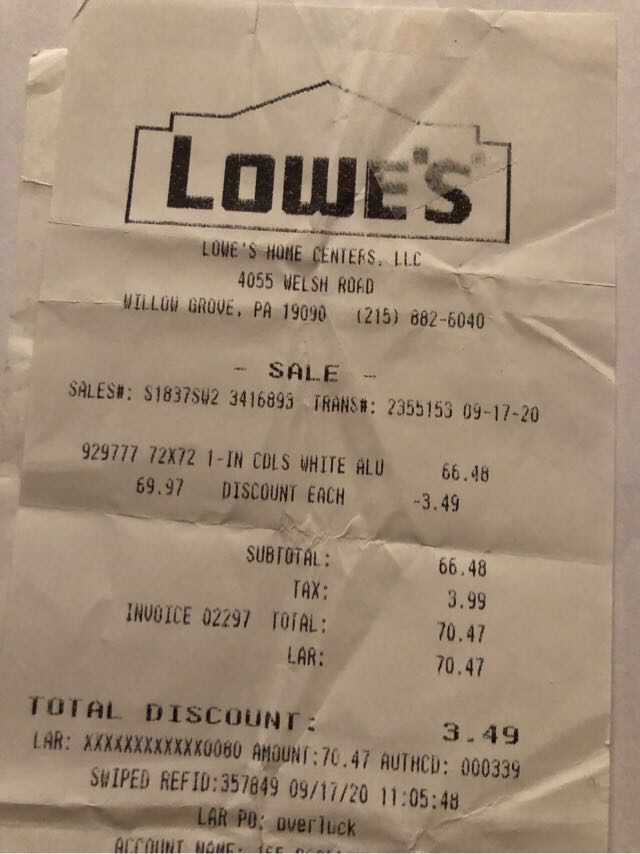 LOWE'S
LOWE'S HOME CENTERS, LLC
4055 WELSH ROAD
WILLOW GROVE, PA 19090 (215) 882-6040
- SALE -
SALES#: S1837SW2 3416893 TRANS#: 2355153 09-17-20
929777 72X72 1-IN CDLS WHITE ALU 66.48
69.97 DISCOUNT EACH -3.49
SUBTOTAL: 66.48
TAX: 3.99
INVOICE 02297 TOTAL: 70.47
LAR: 70.47
TOTAL DISCOUNT: 3.49
LAR: XXXXXXXXXXXX0080 AMOUNT:70.47 AUTHCD: 000339
SWIPED REFID:357849 09/17/20 11:05:48
LAR PO: overluck
ACCOUNT NAME: